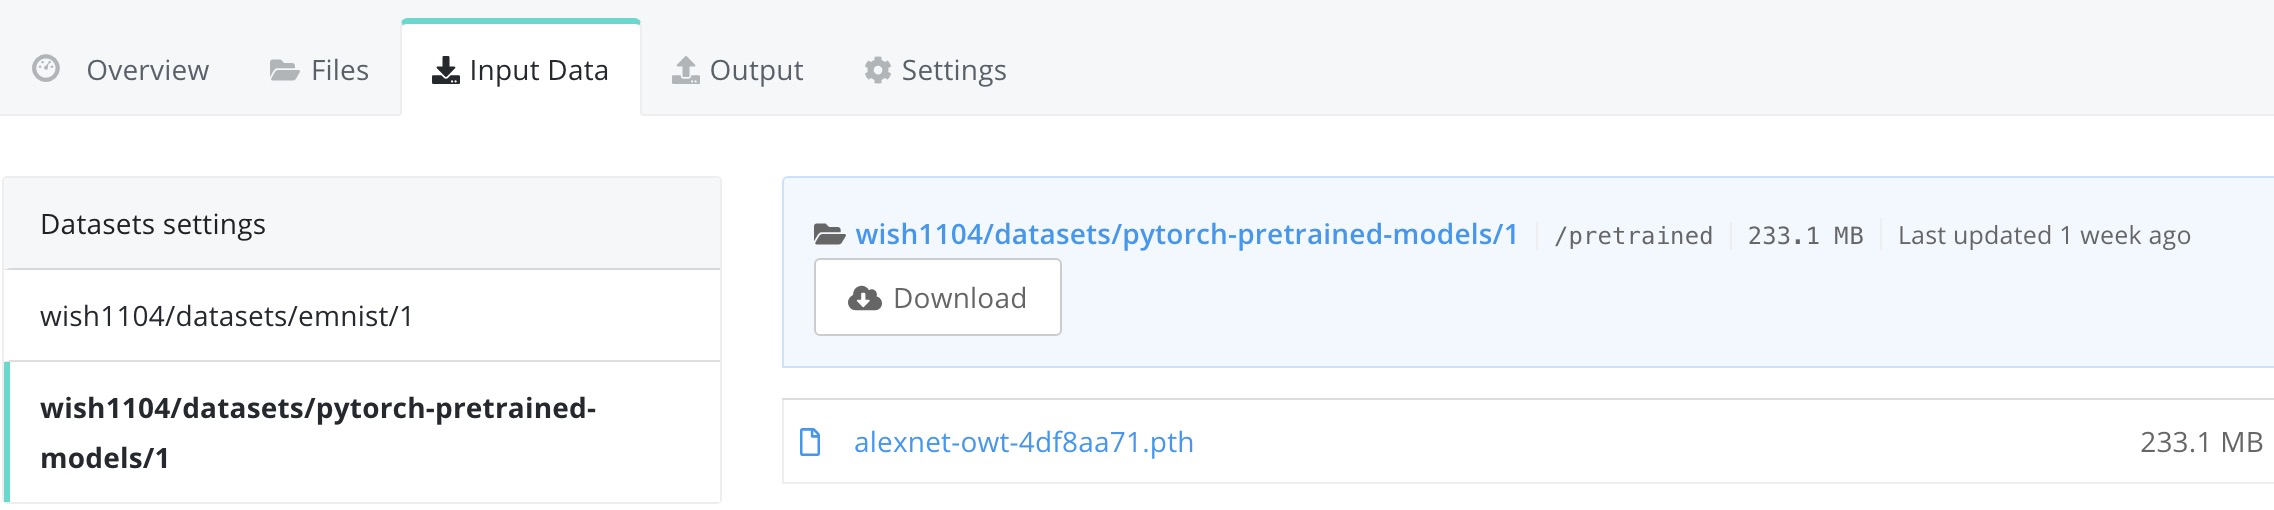 Overview Files Input Data Output Settings
Datasets settings
wish1104/datasets/emnist/1
wish1104/datasets/pytorch-pretrained-
models/1
wish1104/datasets/pytorch-pretrained-models/1 /pretrained 233.1 MB Last updated 1 week ago
Download
alexnet-owt-4df8aa71.pth 233.1 MB